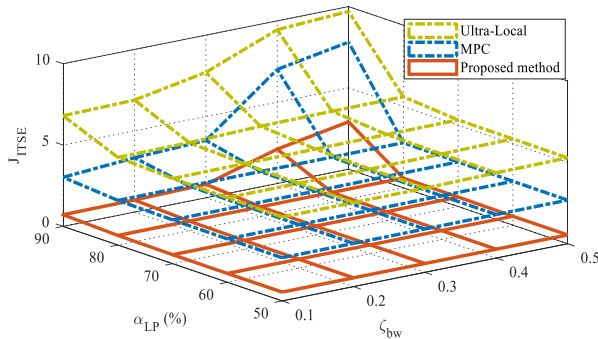 Ultra-Local
MPC
Proposed method
10
5
0
J_ITSE
90
80
70
60
50
α_LP (%)
0.1
0.2
0.3
0.4
0.5
ζ_bw